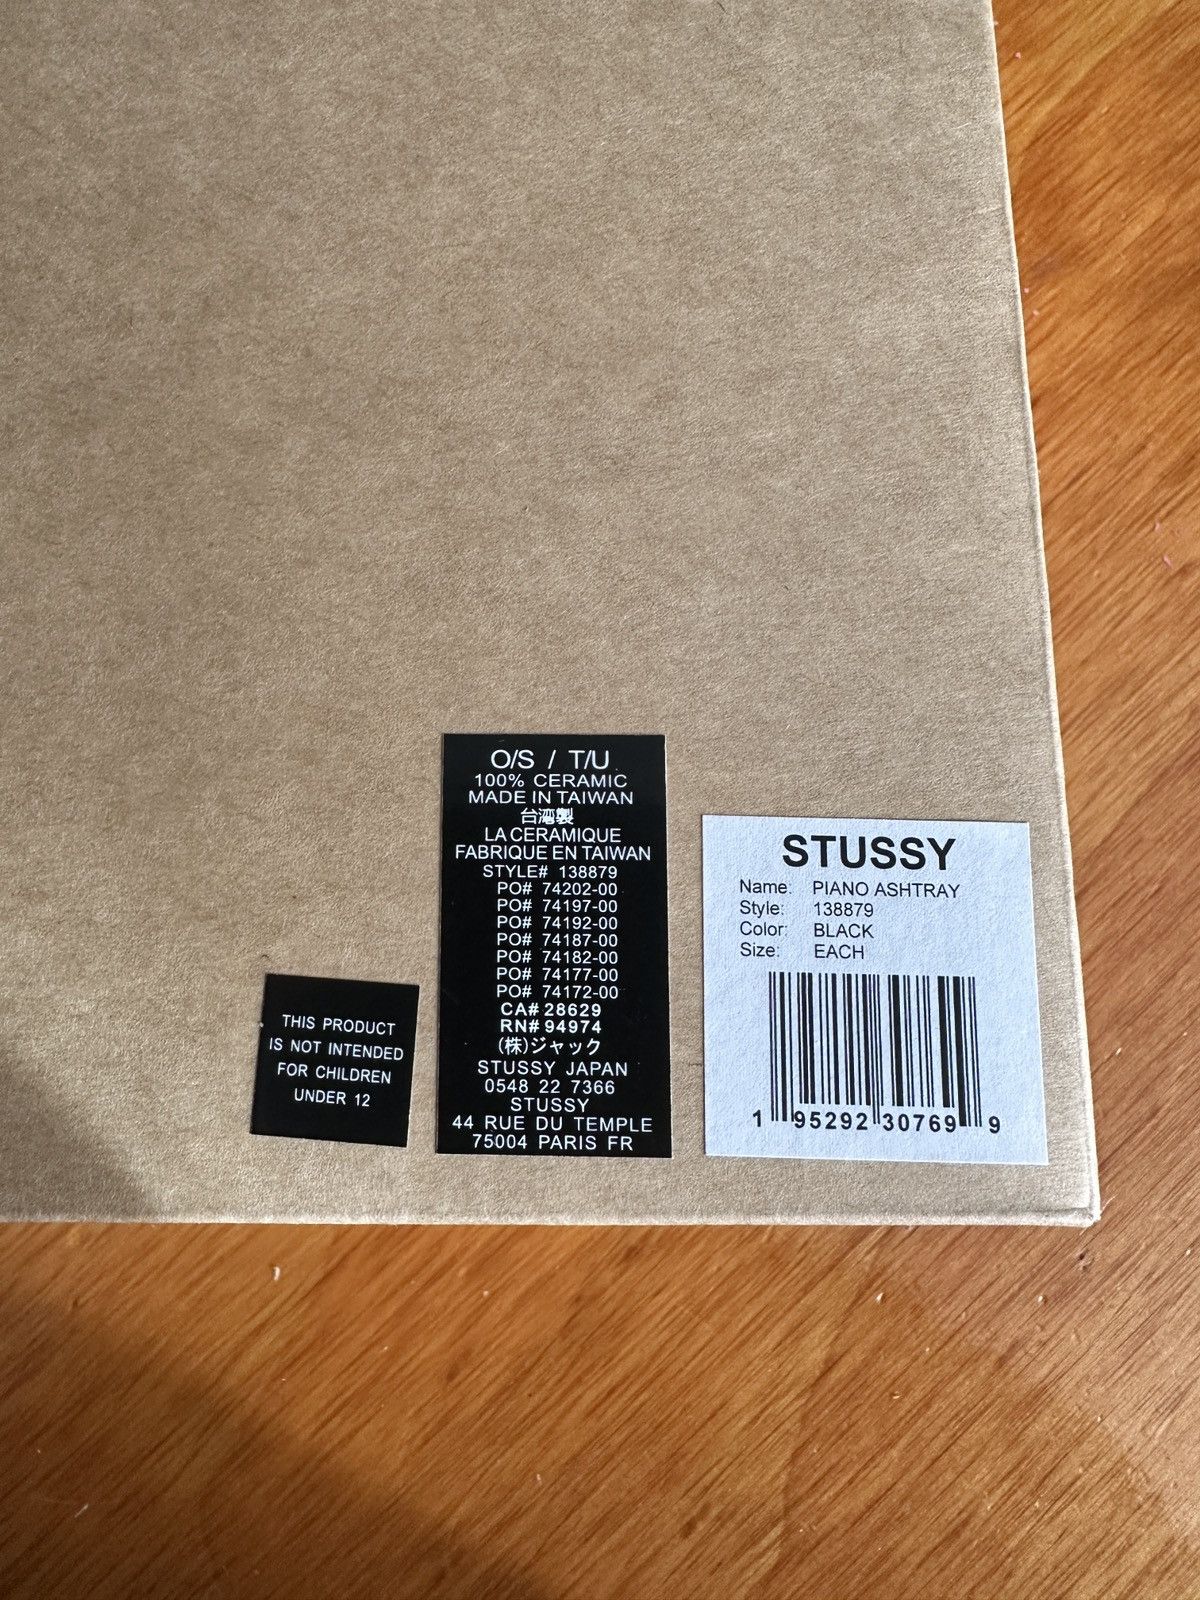 THIS PRODUCT
IS NOT INTENDED
FOR CHILDREN
UNDER 12
O/S / T/U
100% CERAMIC
MADE IN TAIWAN
台湾製
LA CERAMIQUE
FABRIQUE EN TAIWAN
STYLE# 138879
PO# 74202-00
PO# 74197-00
PO# 74192-00
PO# 74187-00
PO# 74182-00
PO# 74177-00
PO# 74172-00
CA# 28629
RN# 94974
(株)ジャック
STUSSY JAPAN
0548 22 7366
STUSSY
44 RUE DU TEMPLE
75004 PARIS FR
STUSSY
Name: PIANO ASHTRAY
Style: 138879
Color: BLACK
Size: EACH
1 95292 30769 9